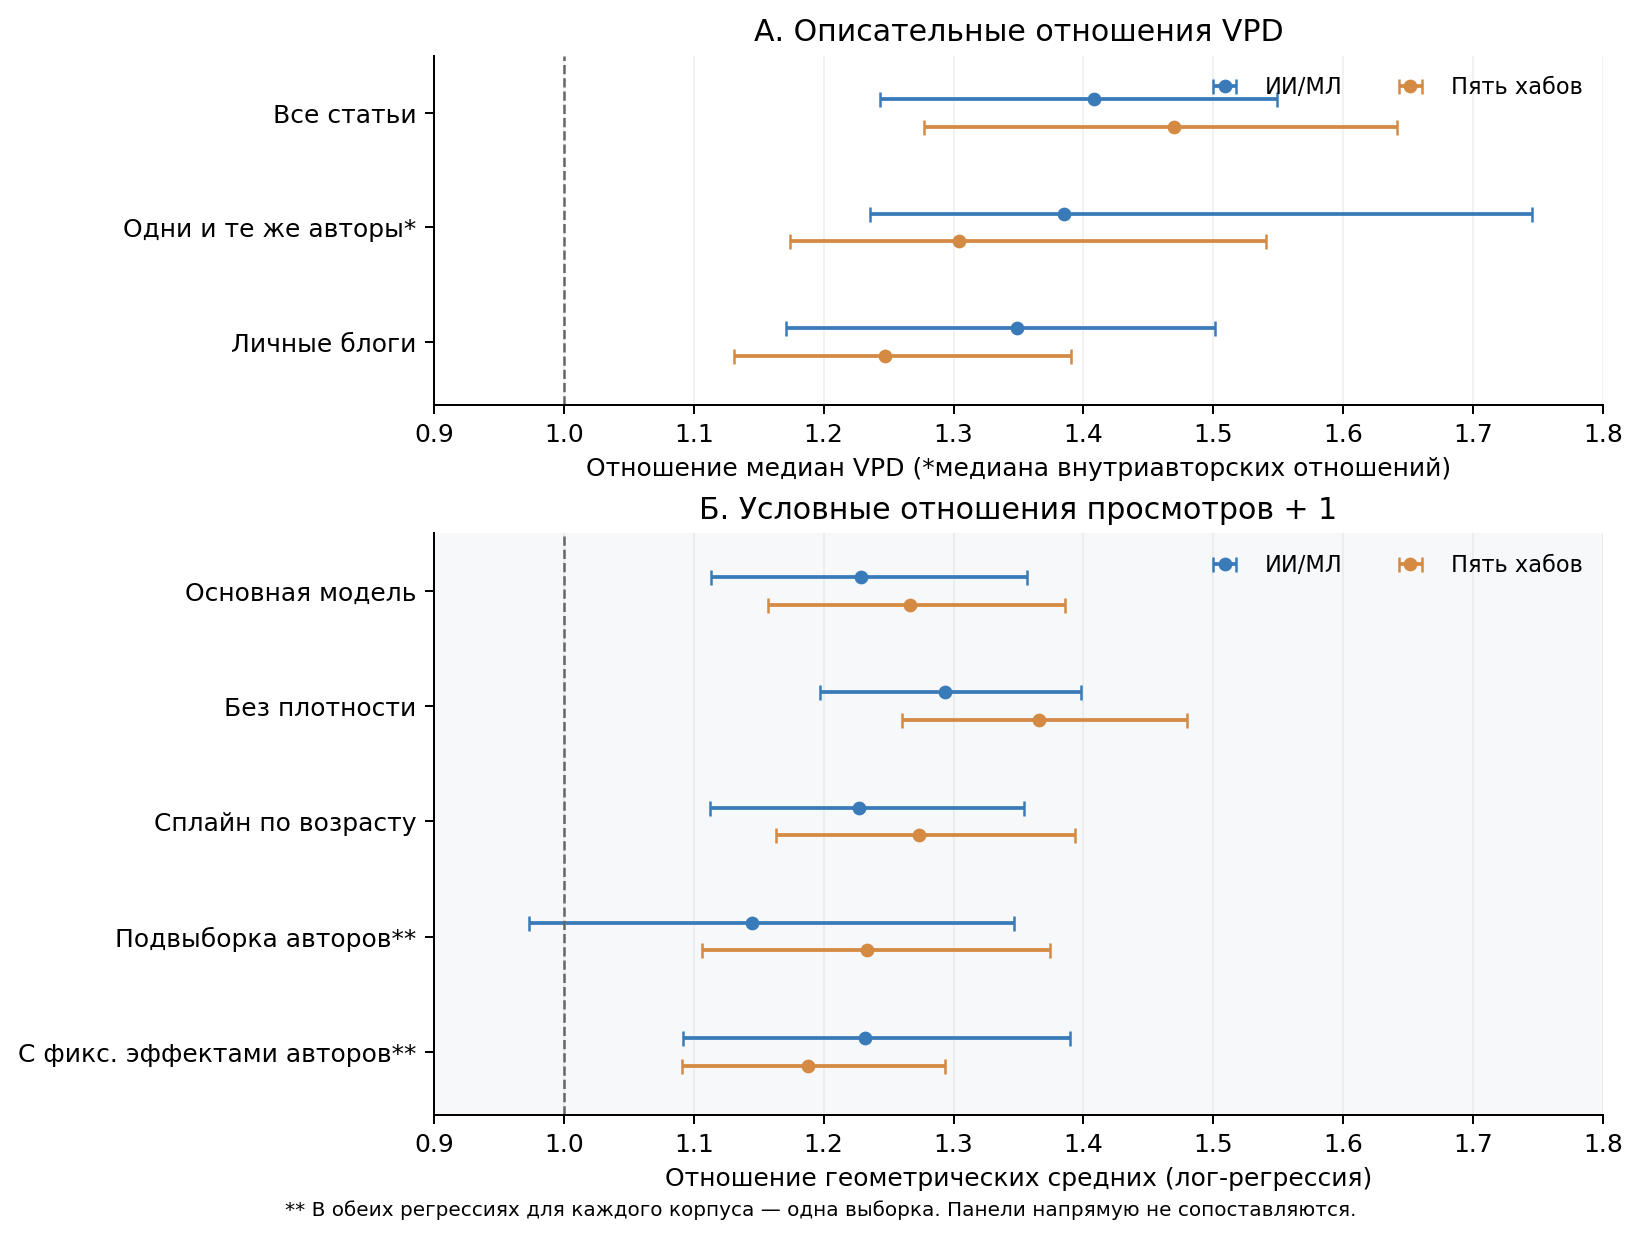 А. Описательные отношения VPD
ИИ/МЛ
Пять хабов
Все статьи
Одни и те же авторы*
Личные блоги
0.9 1.0 1.1 1.2 1.3 1.4 1.5 1.6 1.7 1.8
Отношение медиан VPD (*медиана внутриавторских отношений)
Б. Условные отношения просмотров + 1
ИИ/МЛ
Пять хабов
Основная модель
Без плотности
Сплайн по возрасту
Подвыборка авторов**
С фикс. эффектами авторов**
0.9 1.0 1.1 1.2 1.3 1.4 1.5 1.6 1.7 1.8
Отношение геометрических средних (лог-регрессия)
** В обеих регрессиях для каждого корпуса — одна выборка. Панели напрямую не сопоставляются.